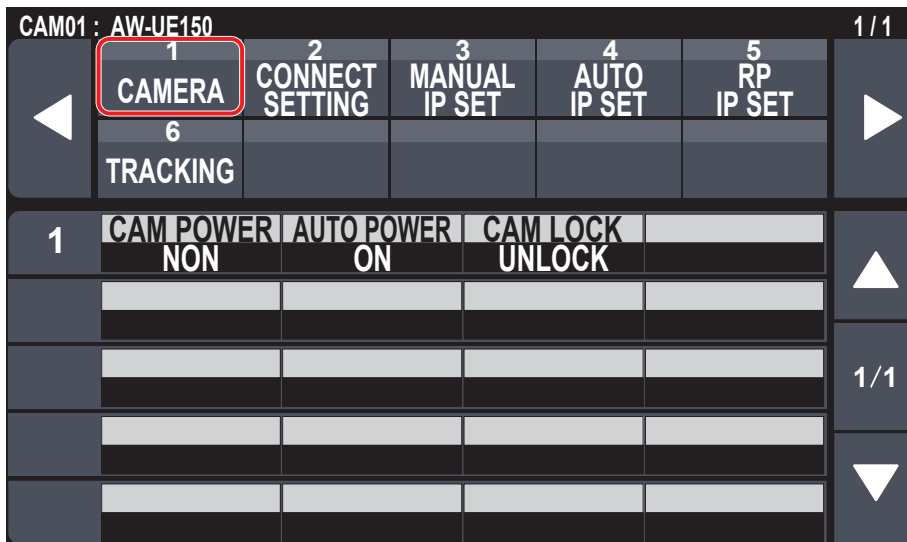 CAM01 : AW-UE150 1 / 1
1 2 3 4 5
CAMERA CONNECT SETTING MANUAL IP SET AUTO IP SET RP IP SET
6
TRACKING
1 CAM POWER AUTO POWER CAM LOCK
NON ON UNLOCK
1/1